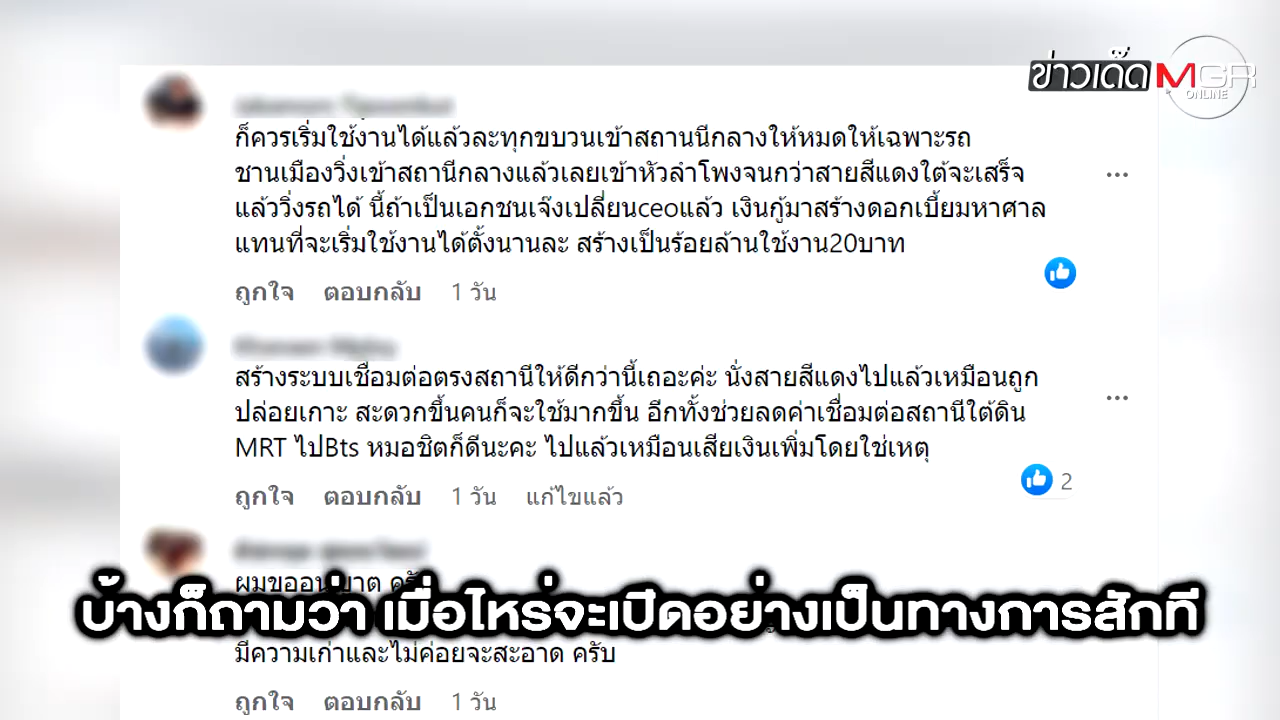 ข่าวเด็ด MGR
ONLINE
ก็ควรเริ่มใช้งานได้แล้วละทุกขบวนเข้าสถานนีกลางให้หมดให้เฉพาะรถ
ชานเมืองวิ่งเข้าสถานีกลางแล้วเลยเข้าหัวลำโพงจนกว่าสายสีแดงใต้จะเสร็จ
แล้ววิ่งรถได้ นี้ถ้าเป็นเอกชนเจ๊งเปลี่ยนceoแล้ว เงินกู้มาสร้างดอกเบี้ยมหาศาล
แทนที่จะเริ่มใช้งานได้ตั้งนานละ สร้างเป็นร้อยล้านใช้งาน20บาท
ถูกใจ ตอบกลับ 1 วัน
สร้างระบบเชื่อมต่อตรงสถานีให้ดีกว่านี้เถอะค่ะ นั่งสายสีแดงไปแล้วเหมือนถูก
ปล่อยเกาะ สะดวกขึ้นคนก็จะใช้มากขึ้น อีกทั้งช่วยลดค่าเชื่อมต่อสถานีใต้ดิน
MRT ไปBts หมอชิตก็ดีนะคะ ไปแล้วเหมือนเสียเงินเพิ่มโดยใช่เหตุ
ถูกใจ ตอบกลับ 1 วัน แก้ไขแล้ว
2
ผมขออนุญาต ครับ
บ้างก็ถามว่า เมื่อไหร่จะเปิดอย่างเป็นทางการสักที
มีความเก่าและไม่ค่อยจะสะอาด ครับ
ถูกใจ ตอบกลับ 1 วัน